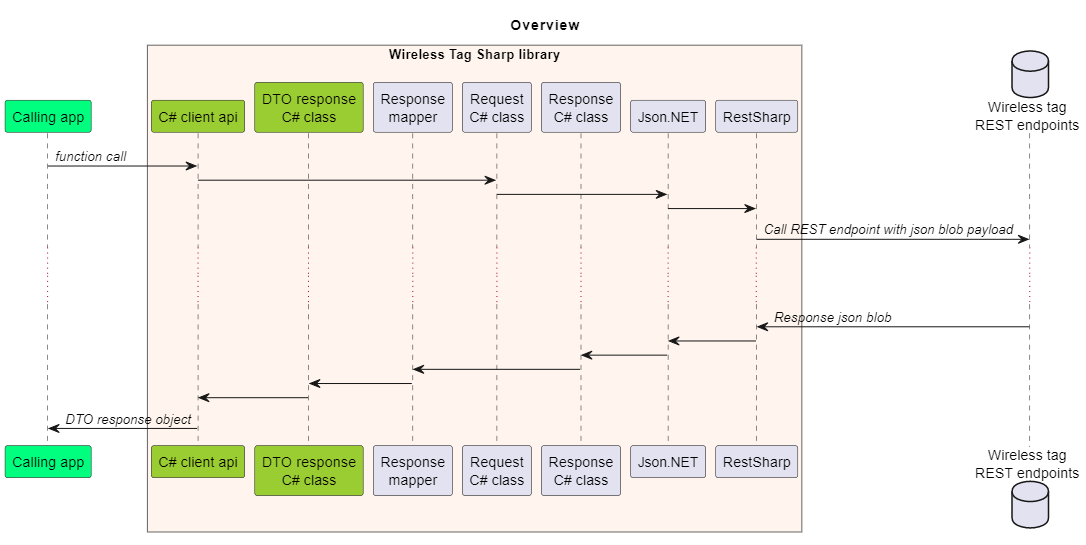 Overview
Wireless Tag Sharp library
Calling app
C# client api
DTO response
C# class
Response
mapper
Request
C# class
Response
C# class
Json.NET
RestSharp
Wireless tag
REST endpoints
function call
Call REST endpoint with json blob payload
Response json blob
DTO response object
Calling app
C# client api
DTO response
C# class
Response
mapper
Request
C# class
Response
C# class
Json.NET
RestSharp
Wireless tag
REST endpoints